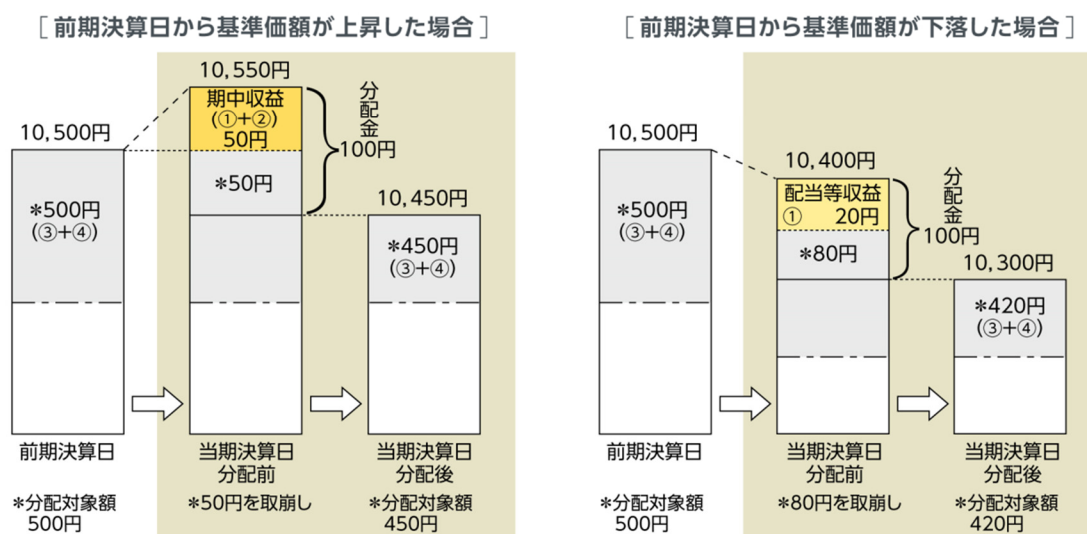 [前期決算日から基準価額が上昇した場合]
10,550円
期中収益
(①+②)
50円
分配金
100円
10,500円
*500円
(③+④)
*50円
10,450円
*450円
(③+④)
前期決算日
当期決算日
分配前
当期決算日
分配後
*分配対象額
500円
*50円を取崩し
*分配対象額
450円
[前期決算日から基準価額が下落した場合]
10,500円
*500円
(③+④)
10,400円
配当等収益
① 20円
分配金
100円
*80円
10,300円
*420円
(③+④)
前期決算日
当期決算日
分配前
当期決算日
分配後
*分配対象額
500円
*80円を取崩し
*分配対象額
420円